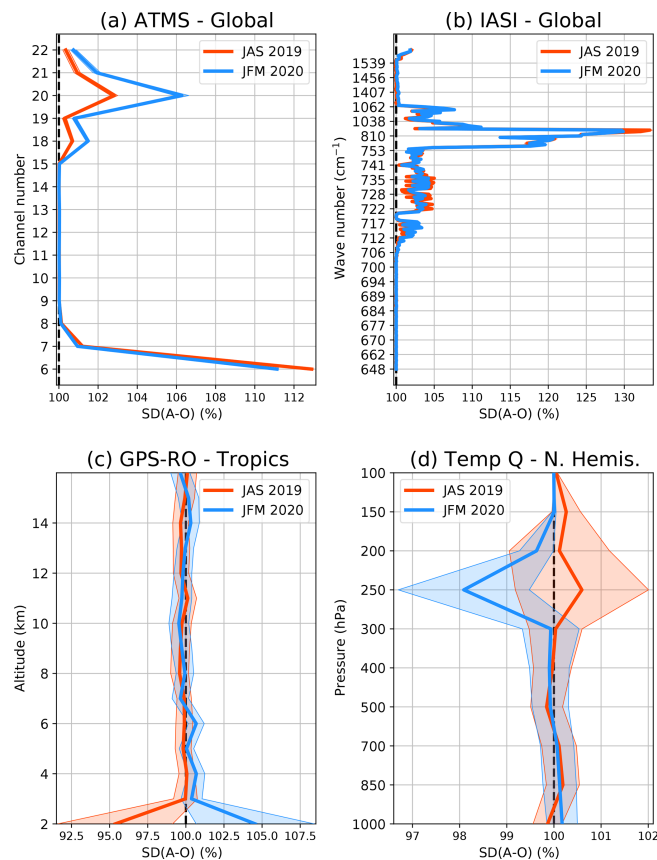 (a) ATMS - Global
JAS 2019
JFM 2020
Channel number
22
21
20
19
18
15
14
13
12
11
10
9
8
7
6
100 102 104 106 108 110 112
SD(A-O) (%)
(b) IASI - Global
JAS 2019
JFM 2020
Wave number (cm⁻¹)
1539
1456
1407
1062
1038
810
753
741
735
728
722
717
712
706
700
694
689
684
677
670
662
648
100 105 110 115 120 125 130
SD(A-O) (%)
(c) GPS-RO - Tropics
JAS 2019
JFM 2020
Altitude (km)
14
12
10
8
6
4
2
92.5 95.0 97.5 100.0 102.5 105.0 107.5
SD(A-O) (%)
(d) Temp Q - N. Hemis.
JAS 2019
JFM 2020
Pressure (hPa)
100
150
200
250
300
400
500
700
850
1000
97 98 99 100 101 102
SD(A-O) (%)